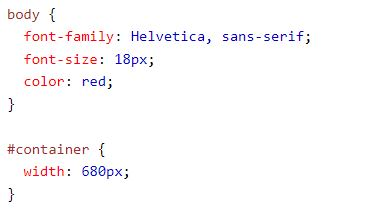 body {
  font-family: Helvetica, sans-serif;
  font-size: 18px;
  color: red;
}

#container {
  width: 680px;
}